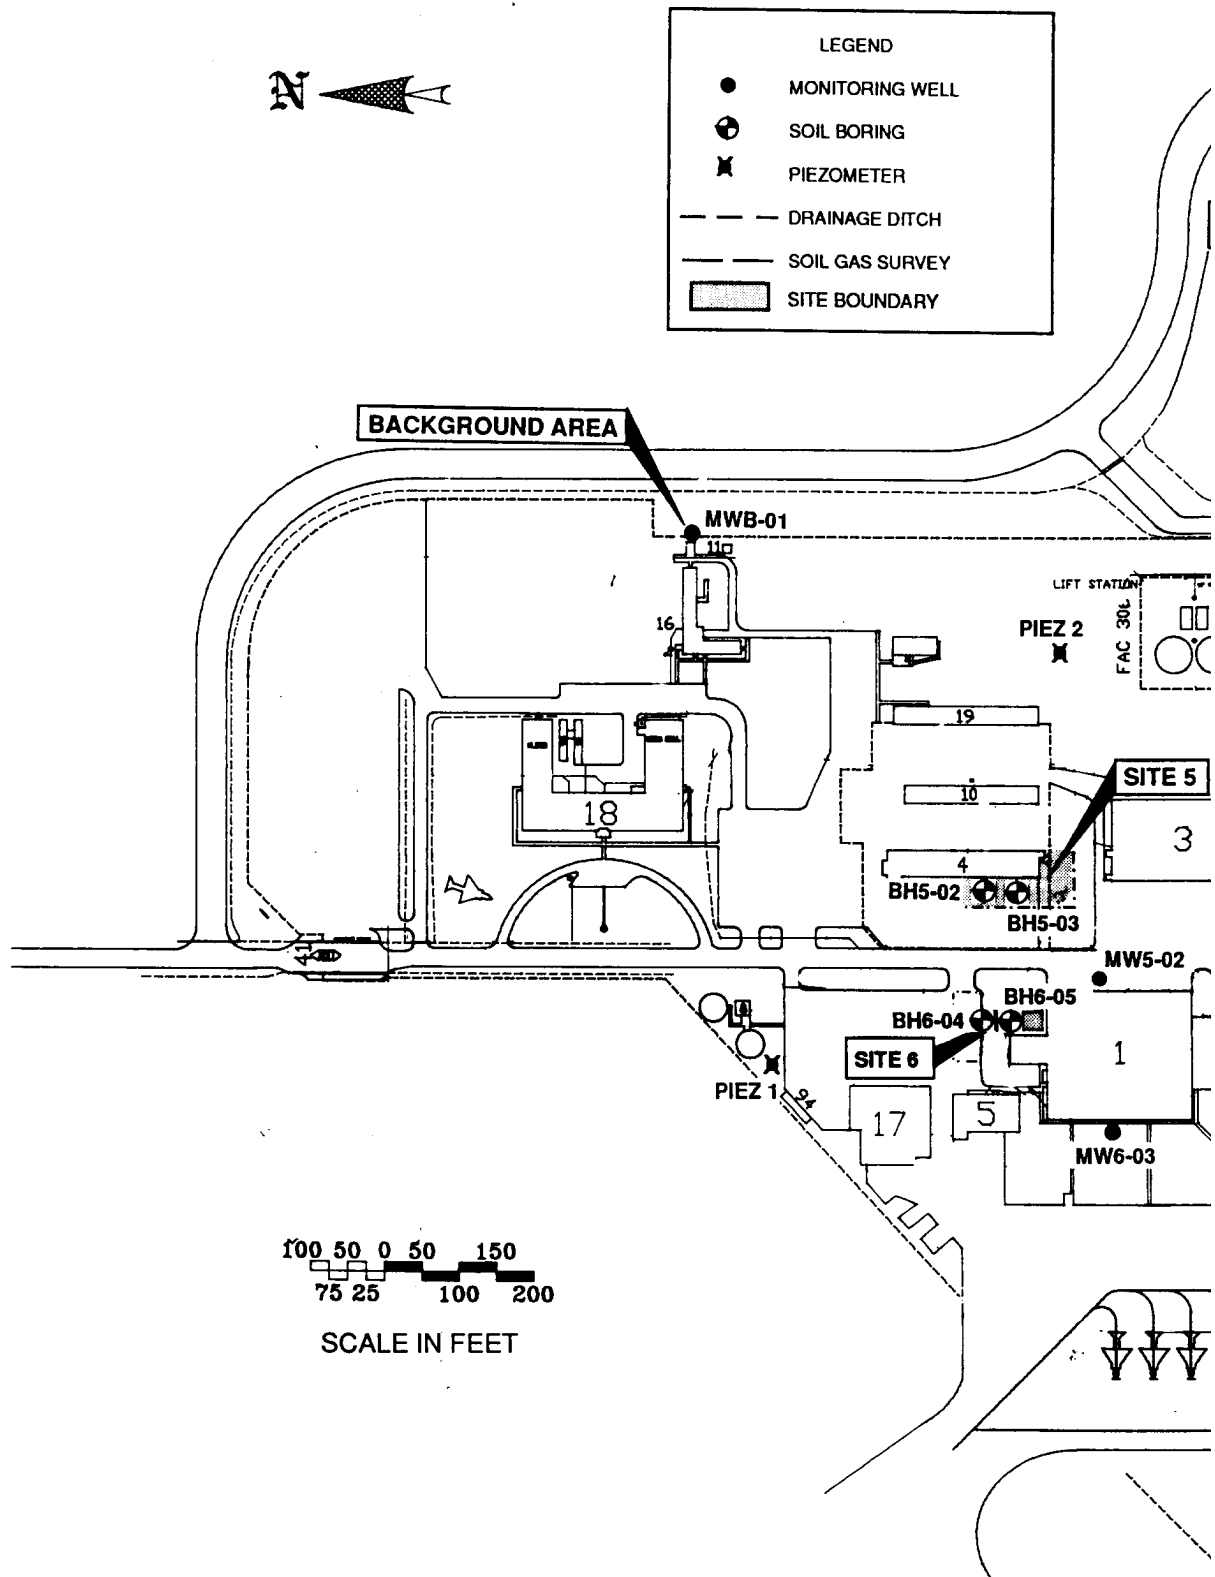 LEGEND
MONITORING WELL
SOIL BORING
PIEZOMETER
DRAINAGE DITCH
SOIL GAS SURVEY
SITE BOUNDARY
N
BACKGROUND AREA
MWB-01
11
LIFT STATION
FAC 306
16
PIEZ 2
19
SITE 5
10
18
3
4
BH5-02
BH5-03
41
MW5-02
BH6-05
BH6-04
SITE 6
1
PIEZ 1
94
17
5
MW6-03
100 50 0 50 150
75 25 100 200
SCALE IN FEET